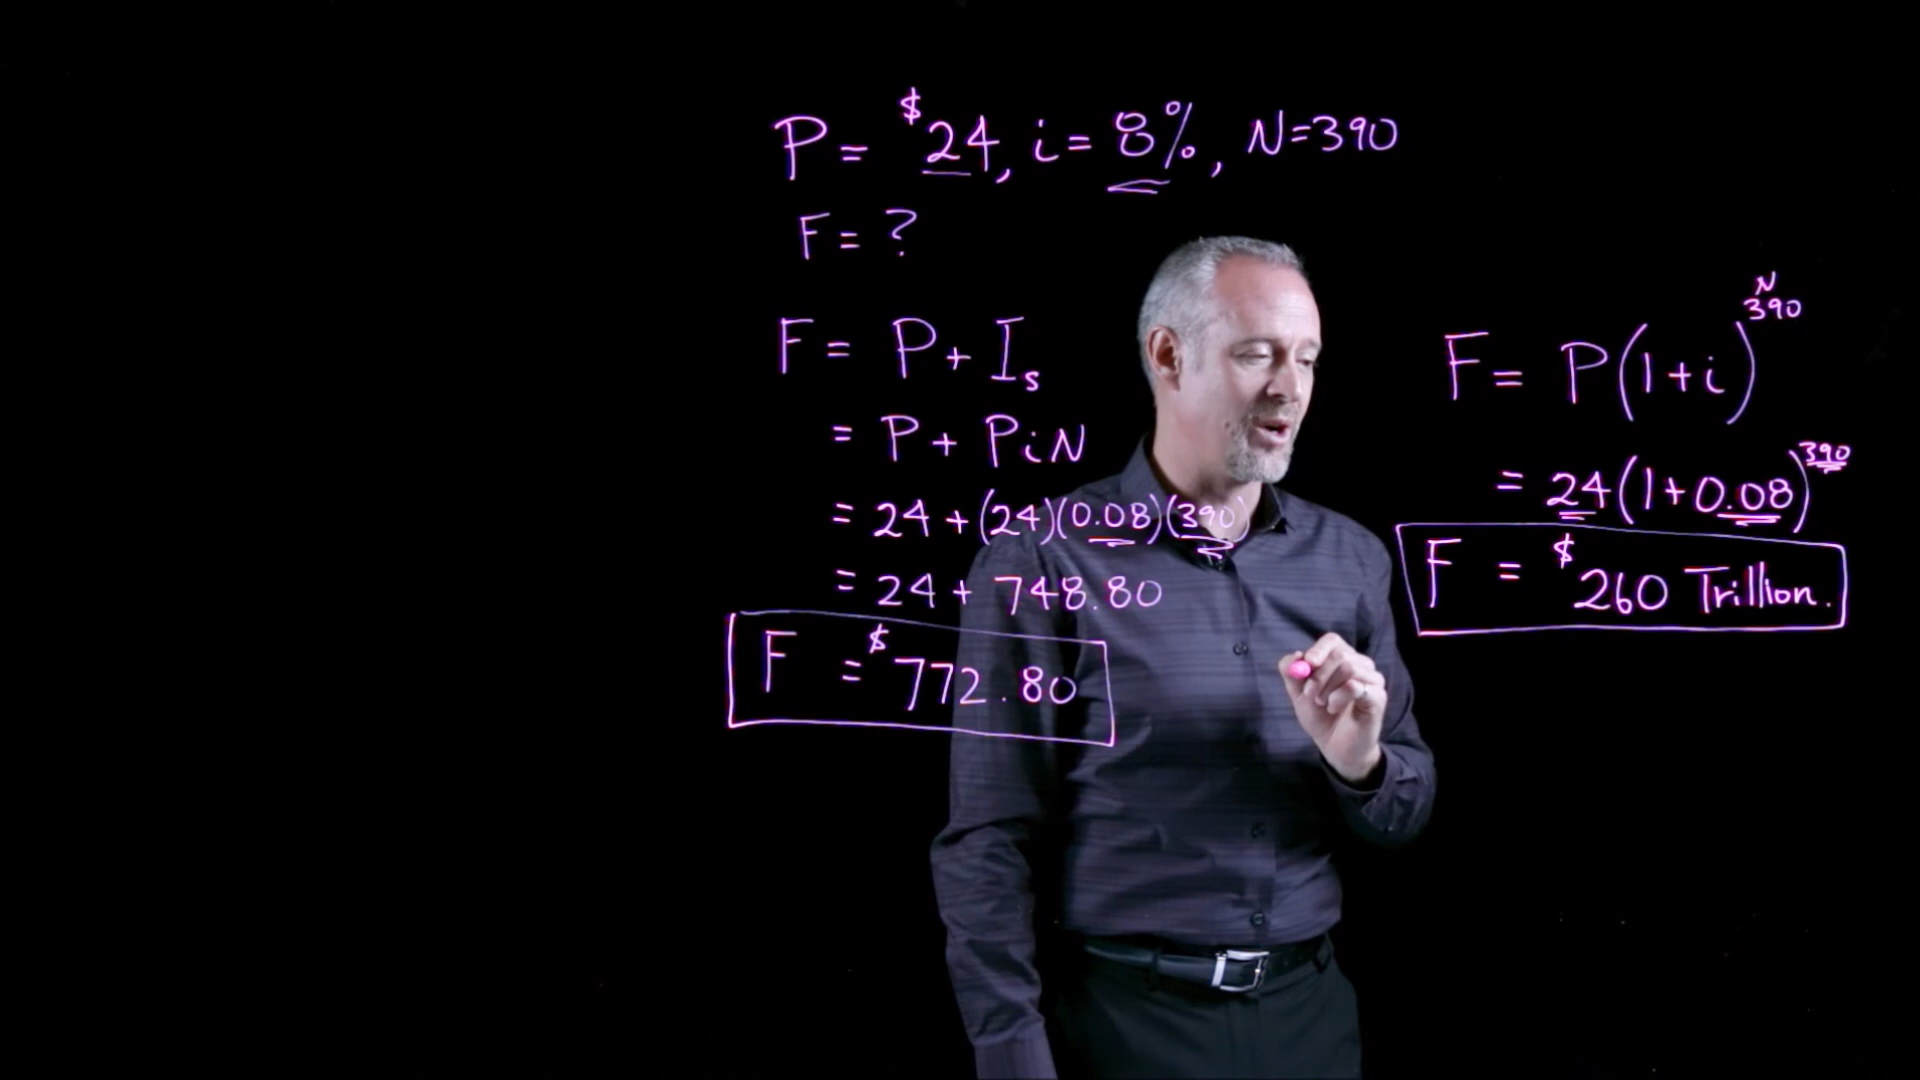 P = $24, i = 8%, N=390
F = ?
F = P + Is
= P + PiN
= 24 + (24)(0.08)(390)
= 24 + 748.80
F = $772.80
N
390
F = P(1+i)
= 24(1+0.08)390
F = $260 Trillion.